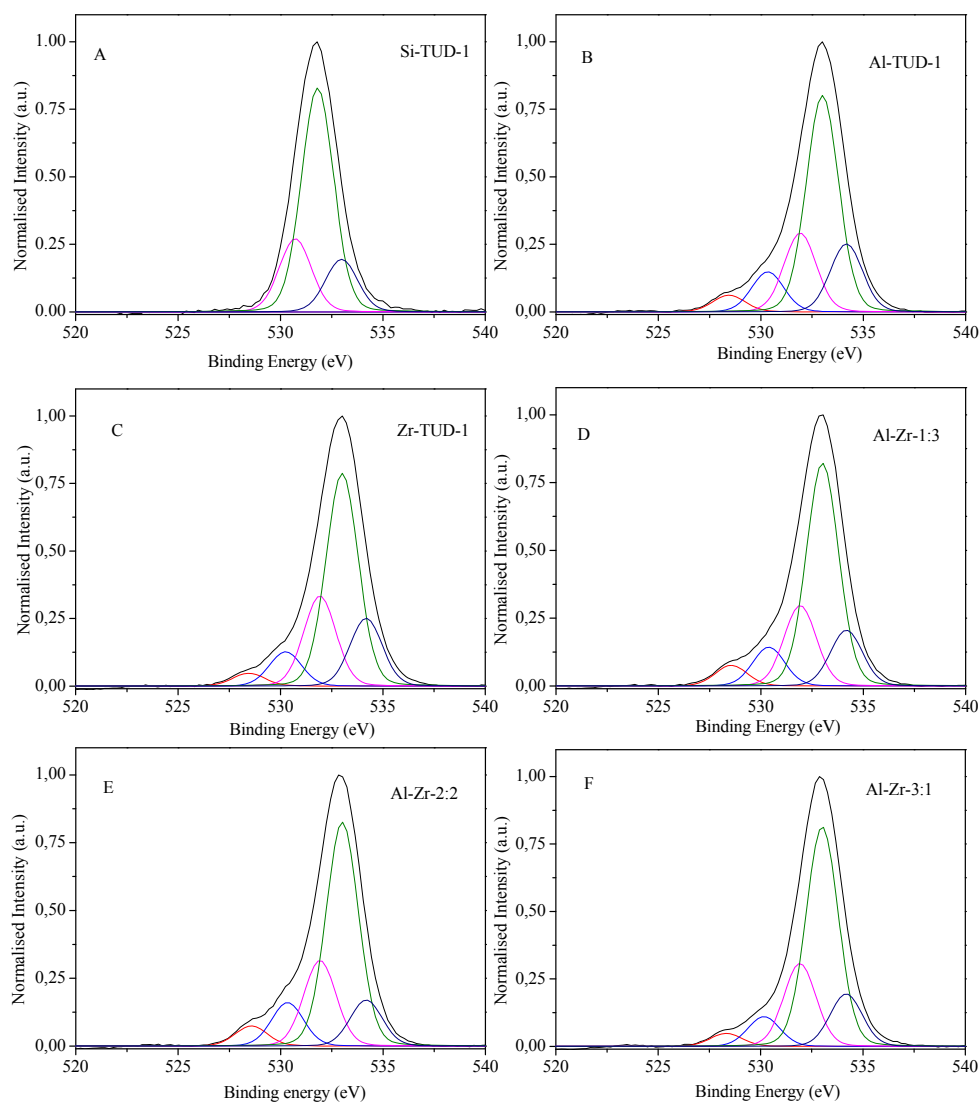 A
Si-TUD-1
Normalised Intensity (a.u.)
1,00
0,75
0,50
0,25
0,00
520 525 530 535 540
Binding Energy (eV)
B
Al-TUD-1
Normalised Intensity (a.u.)
1,00
0,75
0,50
0,25
0,00
520 525 530 535 540
Binding Energy (eV)
C
Zr-TUD-1
Normalised Intensity (a.u.)
1,00
0,75
0,50
0,25
0,00
520 525 530 535 540
Binding Energy (eV)
D
Al-Zr-1:3
Normalised Intensity (a.u.)
1,00
0,75
0,50
0,25
0,00
520 525 530 535 540
Binding Energy (eV)
E
Al-Zr-2:2
Normalised Intensity (a.u.)
1,00
0,75
0,50
0,25
0,00
520 525 530 535 540
Binding energy (eV)
F
Al-Zr-3:1
Normalised Intensity (a.u.)
1,00
0,75
0,50
0,25
0,00
520 525 530 535 540
Binding Energy (eV)